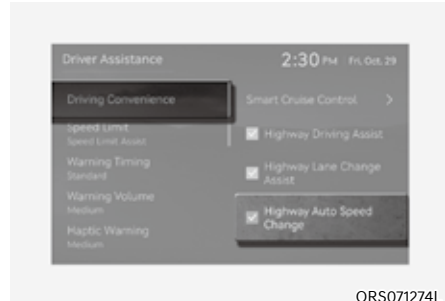 Driver Assistance
2:30 PM Fri, Oct. 29
Driving Convenience
Speed Limit
Speed Limit Assist
Warning Timing
Standard
Warning Volume
Medium
Haptic Warning
Medium
Smart Cruise Control >
Highway Driving Assist
Highway Lane Change
Assist
Highway Auto Speed
Change
ORS071274L